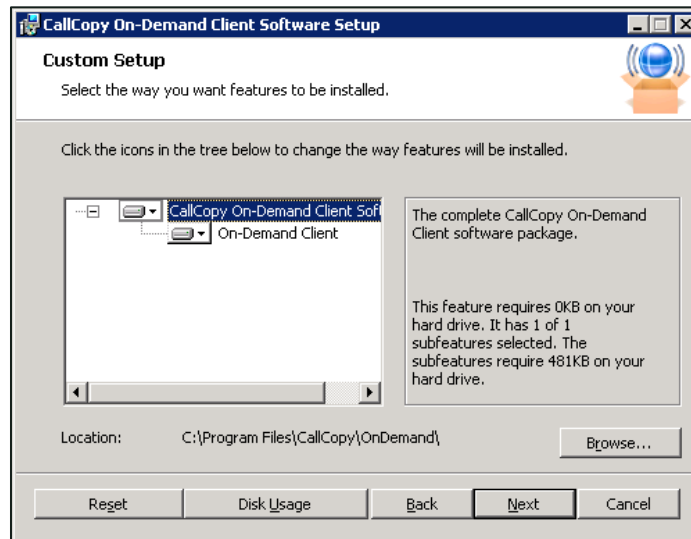 CallCopy On-Demand Client Software Setup
Custom Setup
Select the way you want features to be installed.
Click the icons in the tree below to change the way features will be installed.
CallCopy On-Demand Client Soft
On-Demand Client
The complete CallCopy On-Demand
Client software package.
This feature requires 0KB on your
hard drive. It has 1 of 1
subfeatures selected. The
subfeatures require 481KB on your
hard drive.
Location: C:\Program Files\CallCopy\OnDemand\
Browse...
Reset Disk Usage Back Next Cancel